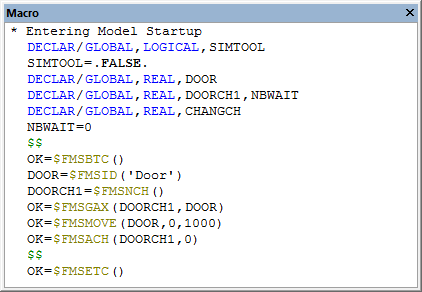 Macro
* Entering Model Startup
DECLAR/GLOBAL,LOGICAL,SIMTOOL
SIMTOOL=.FALSE.
DECLAR/GLOBAL,REAL,DOOR
DECLAR/GLOBAL,REAL,DOORCH1,NBWAIT
DECLAR/GLOBAL,REAL,CHANGCH
NBWAIT=0
$$
OK=$FMSBTC()
DOOR=$FMSID('Door')
DOORCH1=$FMSNCH()
OK=$FMSGAX(DOORCH1,DOOR)
OK=$FMSMOVE(DOOR,0,1000)
OK=$FMSACH(DOORCH1,0)
$$
OK=$FMSETC()